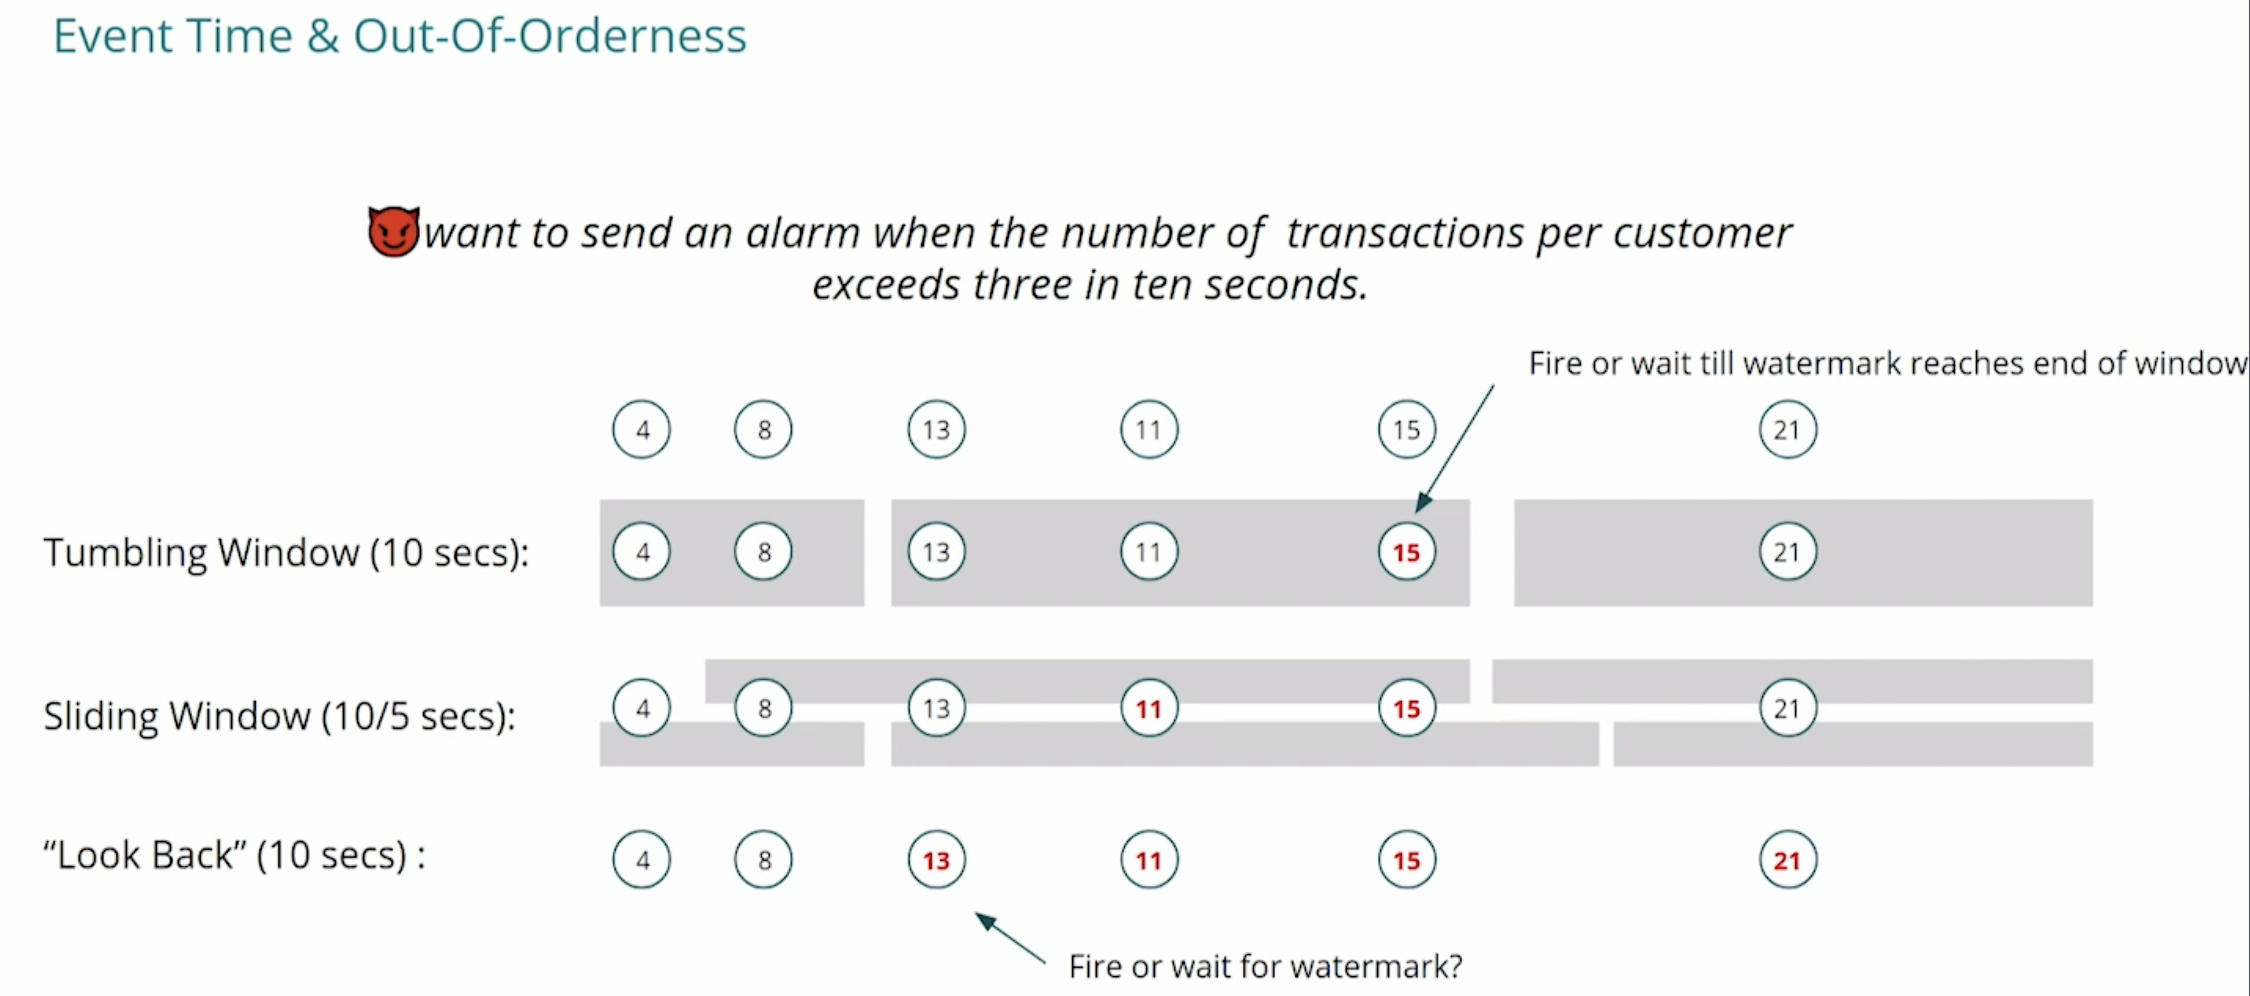 Event Time & Out-Of-Orderness
want to send an alarm when the number of transactions per customer
exceeds three in ten seconds.
Fire or wait till watermark reaches end of window
4 8 13 11 15 21
Tumbling Window (10 secs): 4 8 13 11 15 21
Sliding Window (10/5 secs): 4 8 13 11 15 21
“Look Back” (10 secs) : 4 8 13 11 15 21
Fire or wait for watermark?